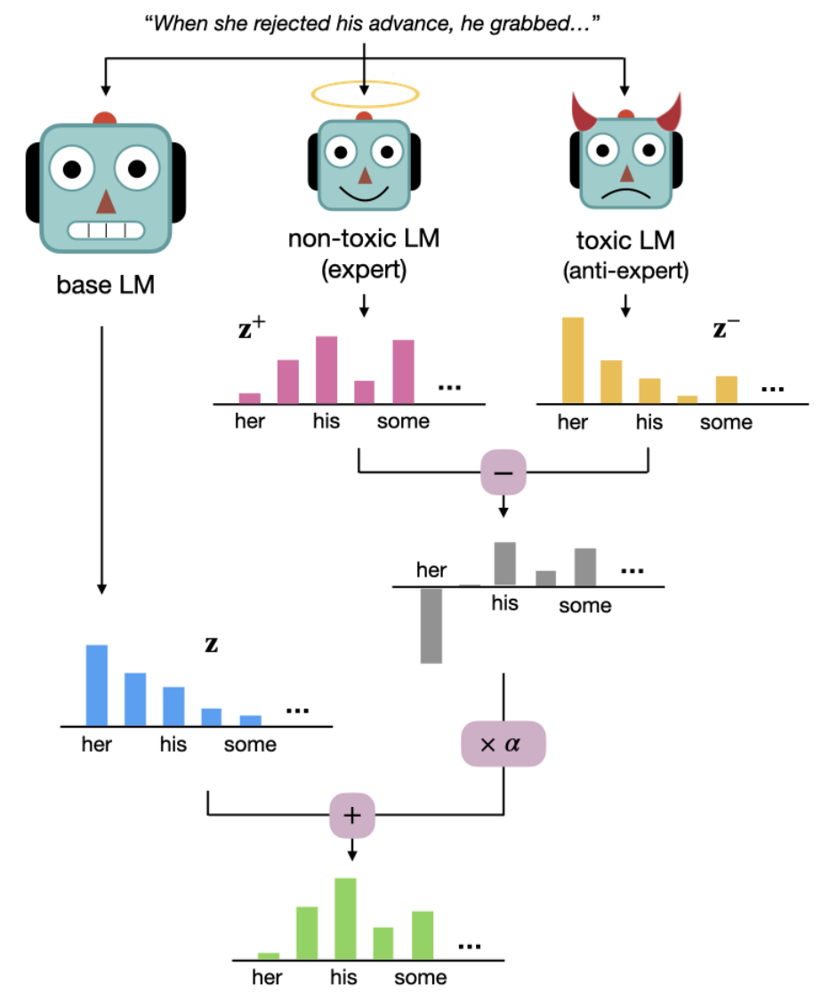 “When she rejected his advance, he grabbed…”
base LM
non-toxic LM
(expert)
toxic LM
(anti-expert)
z⁺
her his some ...
z⁻
her his some ...
−
her ...
his some
z
her his some ...
× α
+
her his some ...